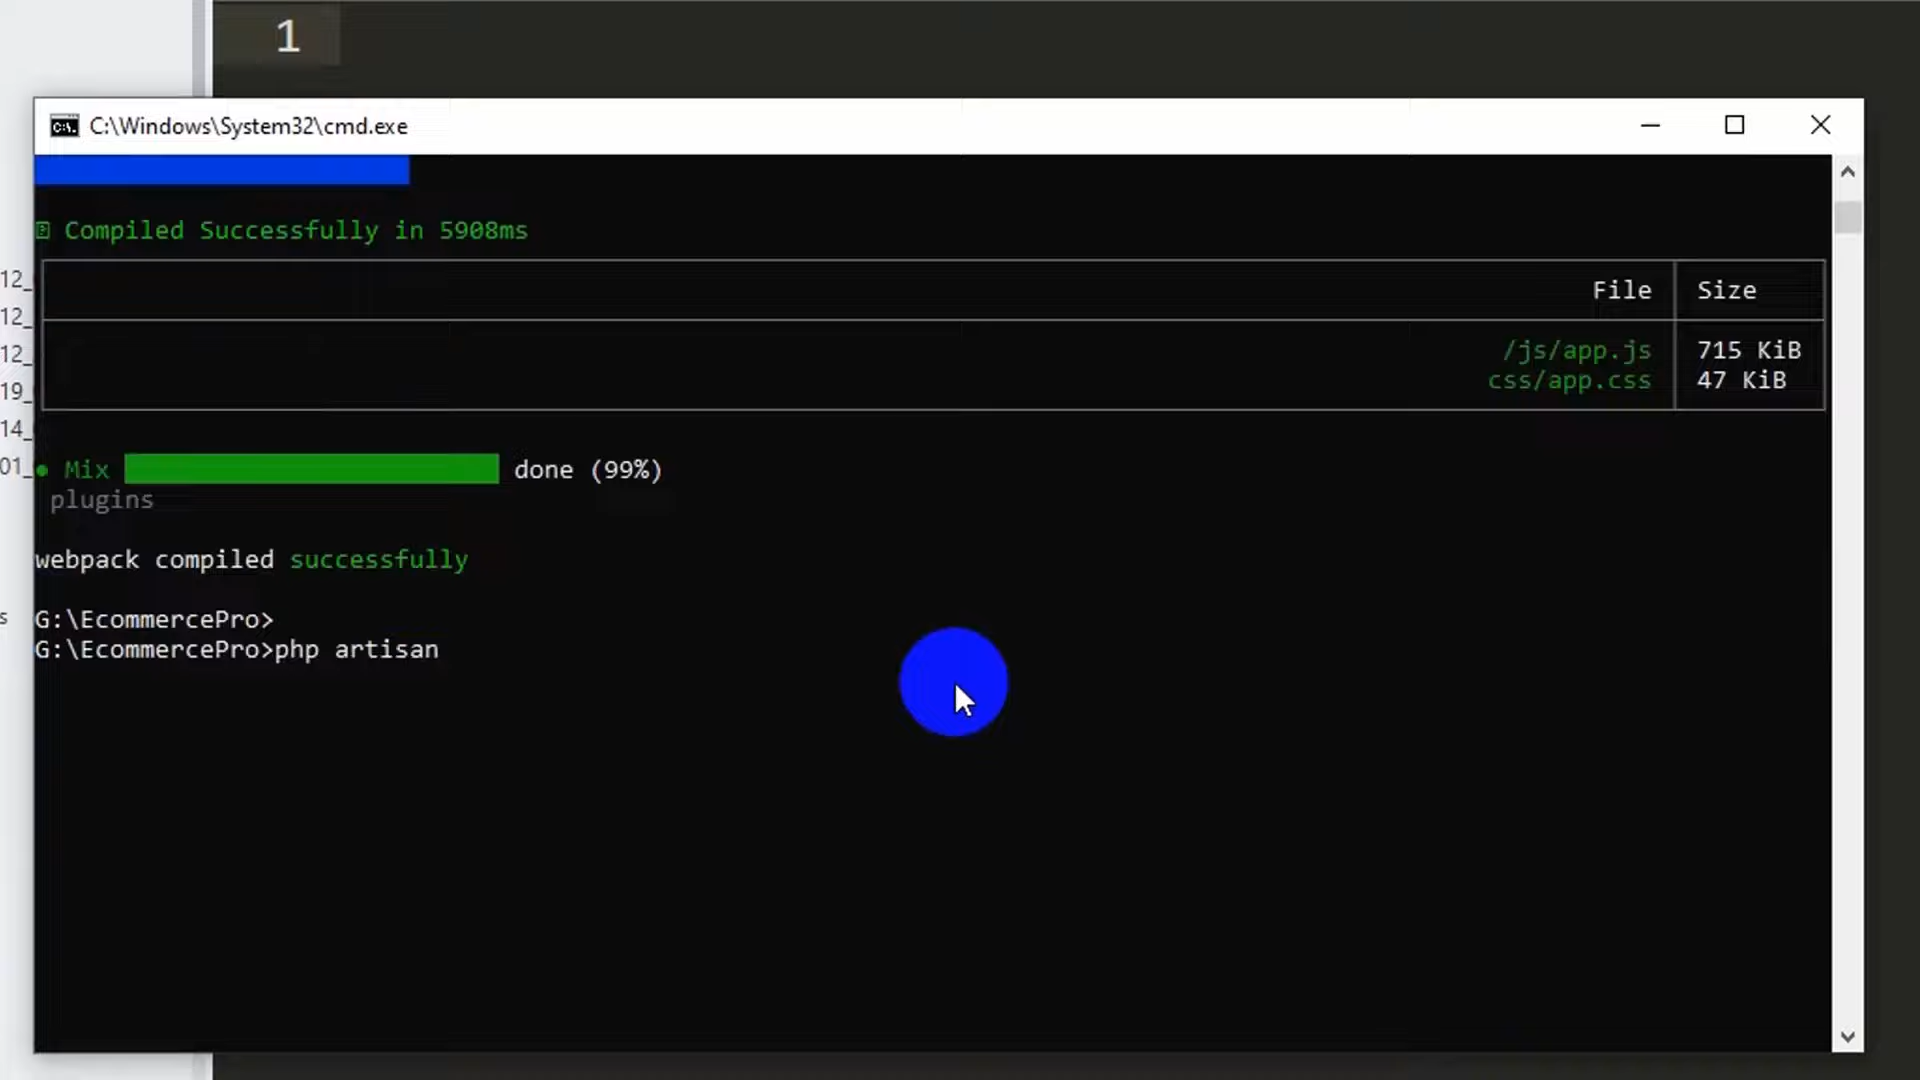 1
C:\Windows\System32\cmd.exe
Compiled Successfully in 5908ms
File Size
/js/app.js 715 KiB
css/app.css 47 KiB
12_
12_
12_
19_
14_
01_
Mix done (99%)
plugins
webpack compiled successfully
s
G:\EcommercePro>
G:\EcommercePro>php artisan